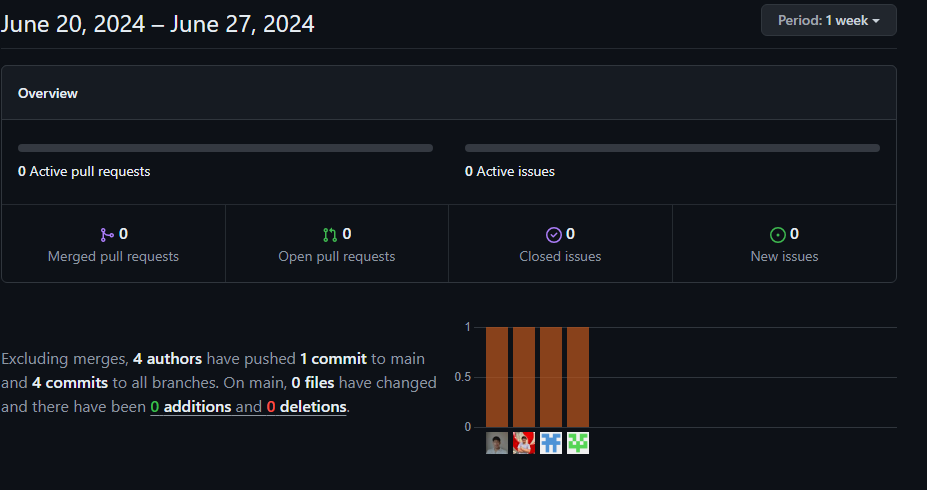 June 20, 2024 – June 27, 2024
Period: 1 week
Overview
0 Active pull requests
0 Active issues
0
Merged pull requests
0
Open pull requests
0
Closed issues
0
New issues
Excluding merges, 4 authors have pushed 1 commit to main
and 4 commits to all branches. On main, 0 files have changed
and there have been 0 additions and 0 deletions.
1
0.5
0